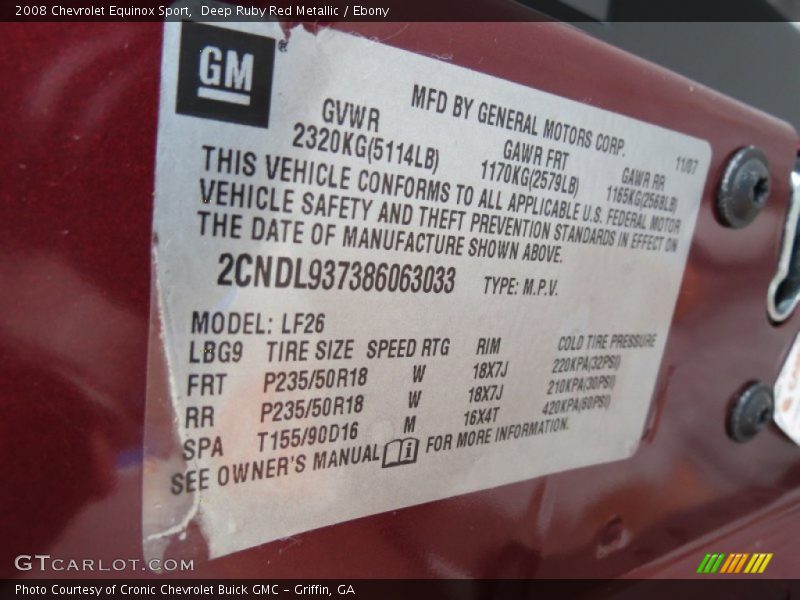 2008 Chevrolet Equinox Sport, Deep Ruby Red Metallic / Ebony
GM ®
MFD BY GENERAL MOTORS CORP. 11/07
GVWR GAWR FRT GAWR RR
2320KG(5114LB) 1170KG(2579LB) 1165KG(2568LB)
THIS VEHICLE CONFORMS TO ALL APPLICABLE U.S. FEDERAL MOTOR
VEHICLE SAFETY AND THEFT PREVENTION STANDARDS IN EFFECT ON
THE DATE OF MANUFACTURE SHOWN ABOVE.
2CNDL937386063033 TYPE: M.P.V.
MODEL: LF26
LBG9 TIRE SIZE SPEED RTG RIM COLD TIRE PRESSURE
FRT P235/50R18 W 18X7J 220KPA(32PSI)
RR P235/50R18 W 18X7J 210KPA(30PSI)
SPA T155/90D16 M 16X4T 420KPA(60PSI)
SEE OWNER'S MANUAL i FOR MORE INFORMATION.
GTCARLOT.COM
Photo Courtesy of Cronic Chevrolet Buick GMC - Griffin, GA